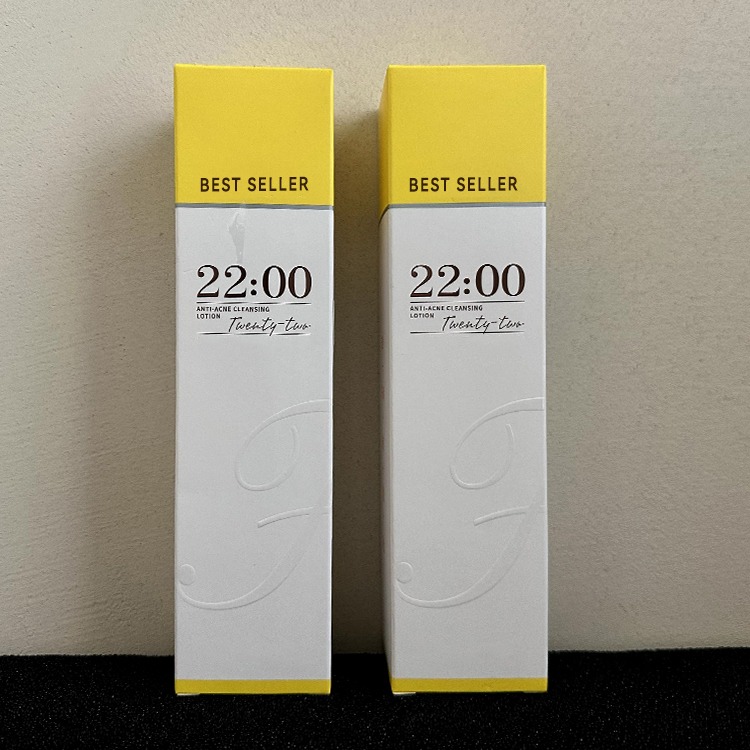 BEST SELLER
22:00
ANTI-ACNE CLEANSING
LOTION
Twenty-two
BEST SELLER
22:00
ANTI-ACNE CLEANSING
LOTION
Twenty-two